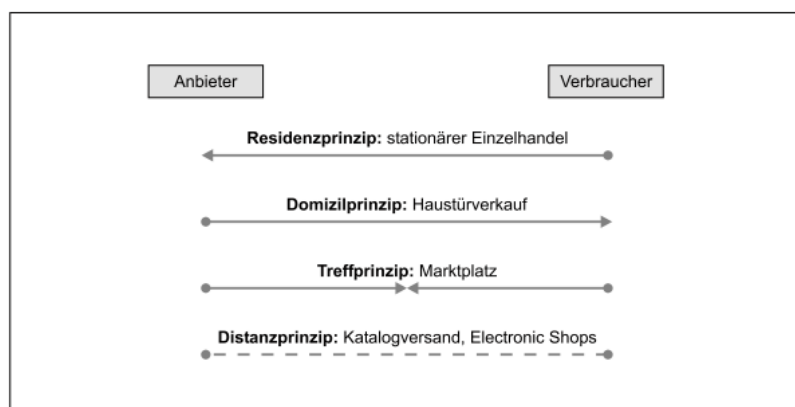 Anbieter
Verbraucher
Residenzprinzip: stationärer Einzelhandel
Domizilprinzip: Haustürverkauf
Treffprinzip: Marktplatz
Distanzprinzip: Katalogversand, Electronic Shops